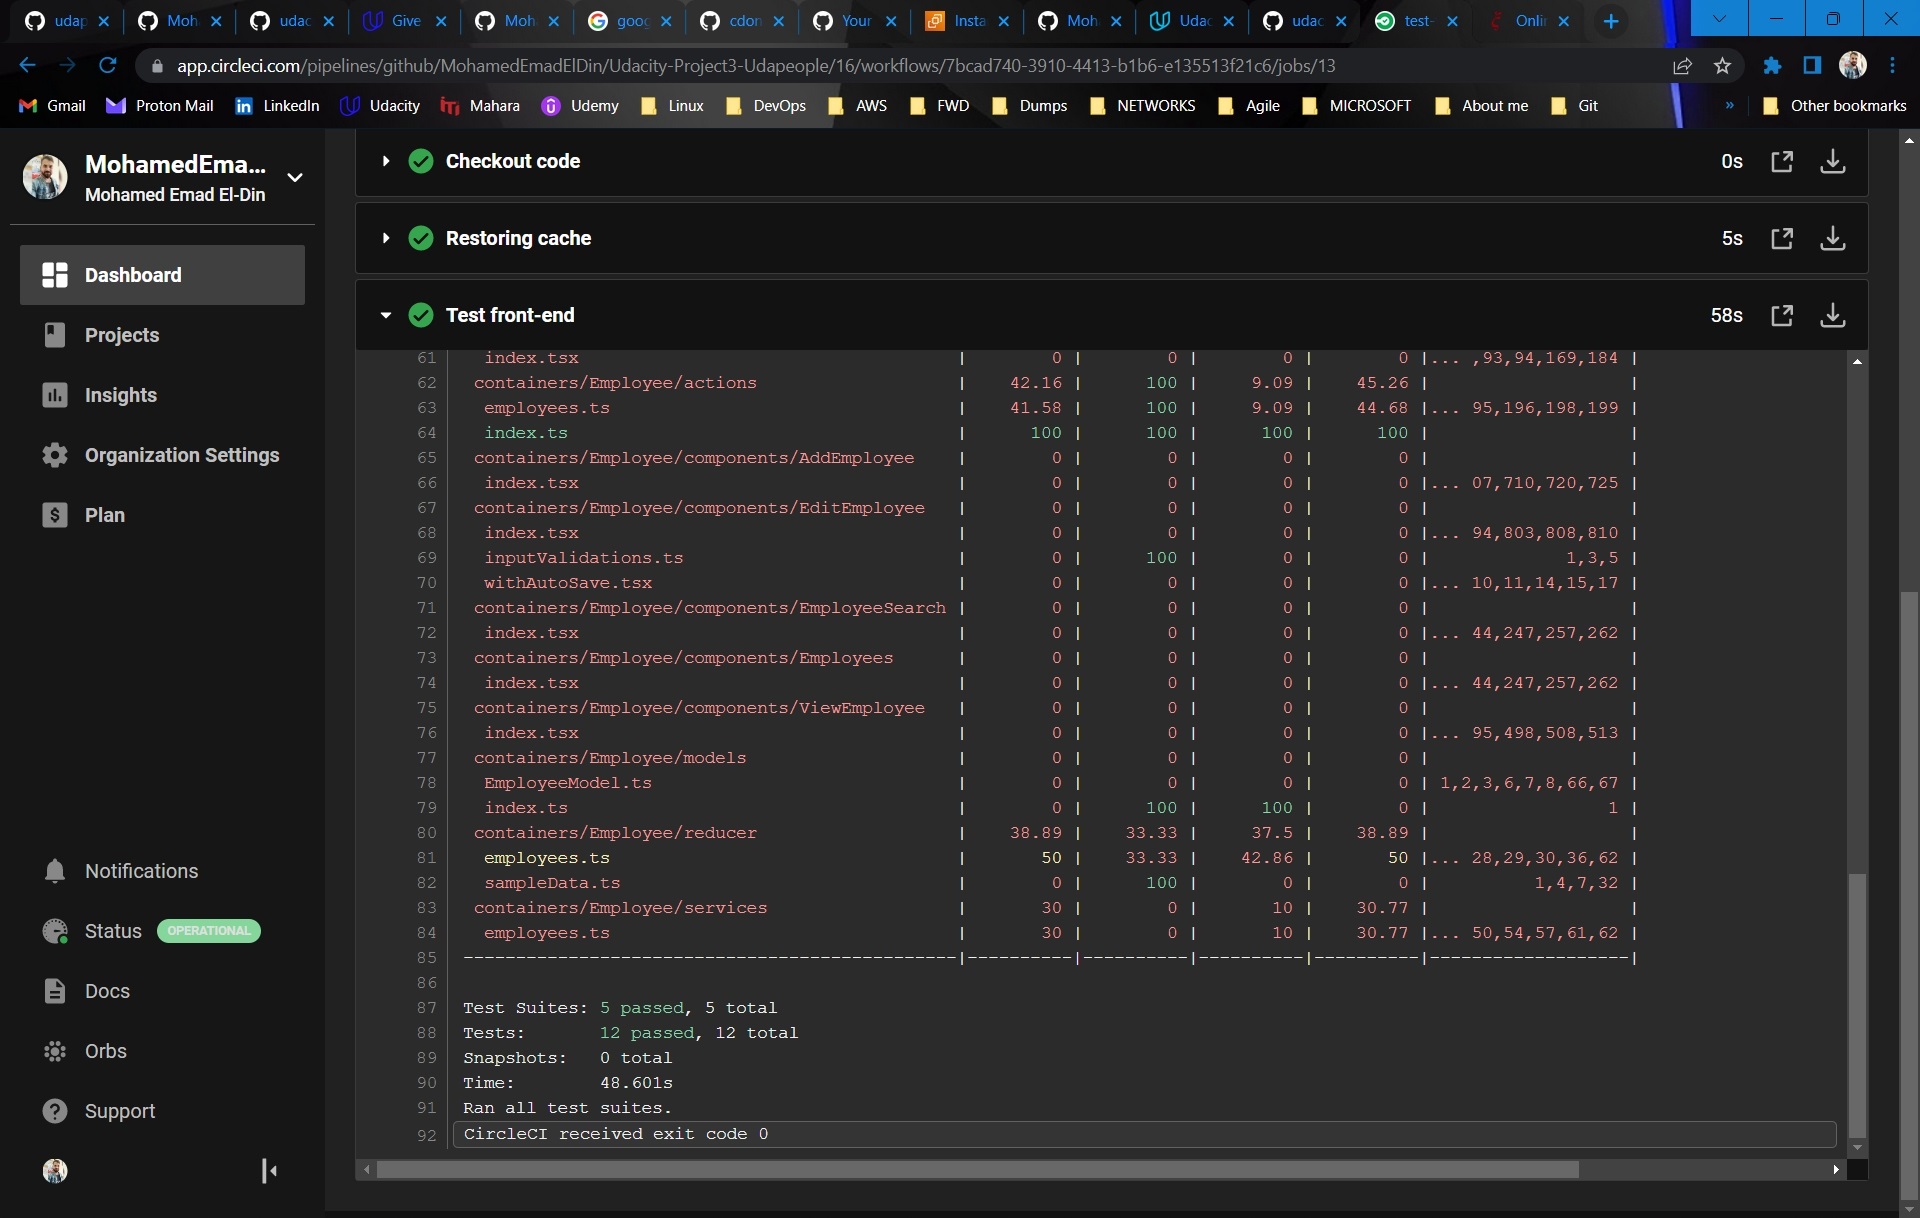 udap Moh udac Give Moh goog cdon Your Insta Moh Udac udac test- Onlin
app.circleci.com/pipelines/github/MohamedEmadElDin/Udacity-Project3-Udapeople/16/workflows/7bcad740-3910-4413-b1b6-e135513f21c6/jobs/13
Gmail Proton Mail LinkedIn Udacity Mahara Udemy Linux DevOps AWS FWD Dumps NETWORKS Agile MICROSOFT About me Git » Other bookmarks
MohamedEma...
Mohamed Emad El-Din
Dashboard
Projects
Insights
Organization Settings
Plan
Notifications
Status OPERATIONAL
Docs
Orbs
Support
Checkout code 0s
Restoring cache 5s
Test front-end 58s
61 index.tsx | 0 | 0 | 0 | 0 |... ,93,94,169,184 |
62 containers/Employee/actions | 42.16 | 100 | 9.09 | 45.26 | |
63 employees.ts | 41.58 | 100 | 9.09 | 44.68 |... 95,196,198,199 |
64 index.ts | 100 | 100 | 100 | 100 | |
65 containers/Employee/components/AddEmployee | 0 | 0 | 0 | 0 | |
66 index.tsx | 0 | 0 | 0 | 0 |... 07,710,720,725 |
67 containers/Employee/components/EditEmployee | 0 | 0 | 0 | 0 | |
68 index.tsx | 0 | 0 | 0 | 0 |... 94,803,808,810 |
69 inputValidations.ts | 0 | 100 | 0 | 0 | 1,3,5 |
70 withAutoSave.tsx | 0 | 0 | 0 | 0 |... 10,11,14,15,17 |
71 containers/Employee/components/EmployeeSearch | 0 | 0 | 0 | 0 | |
72 index.tsx | 0 | 0 | 0 | 0 |... 44,247,257,262 |
73 containers/Employee/components/Employees | 0 | 0 | 0 | 0 | |
74 index.tsx | 0 | 0 | 0 | 0 |... 44,247,257,262 |
75 containers/Employee/components/ViewEmployee | 0 | 0 | 0 | 0 | |
76 index.tsx | 0 | 0 | 0 | 0 |... 95,498,508,513 |
77 containers/Employee/models | 0 | 0 | 0 | 0 | |
78 EmployeeModel.ts | 0 | 0 | 0 | 0 | 1,2,3,6,7,8,66,67 |
79 index.ts | 0 | 100 | 100 | 0 | 1 |
80 containers/Employee/reducer | 38.89 | 33.33 | 37.5 | 38.89 | |
81 employees.ts | 50 | 33.33 | 42.86 | 50 |... 28,29,30,36,62 |
82 sampleData.ts | 0 | 100 | 0 | 0 | 1,4,7,32 |
83 containers/Employee/services | 30 | 0 | 10 | 30.77 | |
84 employees.ts | 30 | 0 | 10 | 30.77 |... 50,54,57,61,62 |
85 -----------------------------------------------|----------|----------|----------|----------|-------------------|
86
87 Test Suites: 5 passed, 5 total
88 Tests: 12 passed, 12 total
89 Snapshots: 0 total
90 Time: 48.601s
91 Ran all test suites.
92 CircleCI received exit code 0